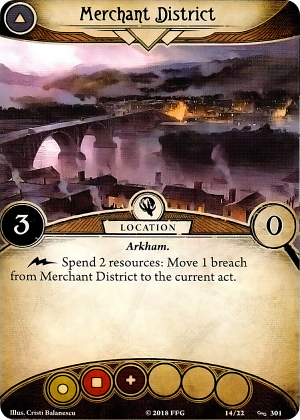 Merchant District
3
LOCATION
0
Arkham.
Spend 2 resources: Move 1 breach
from Merchant District to the current act.
Illus. Cristi Balanescu
© 2018 FFG
14/22
301